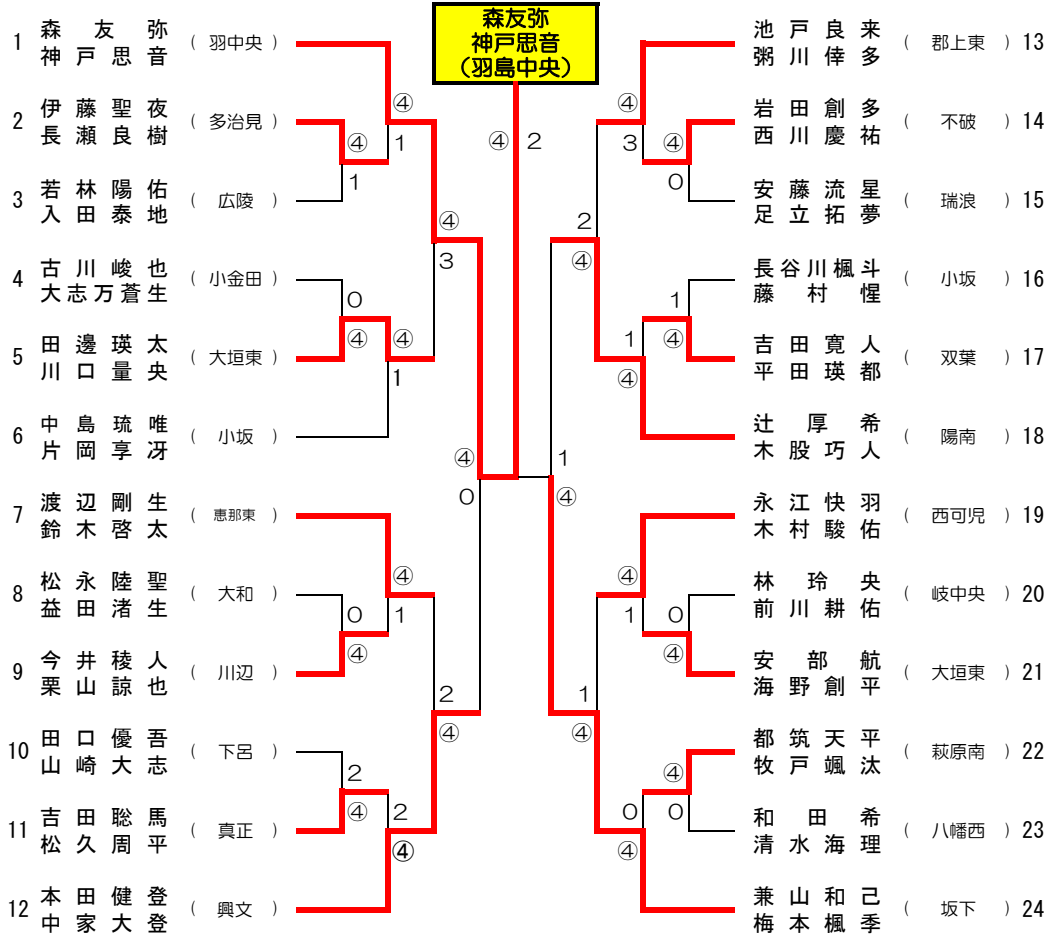 森友弥
神戸思音
(羽島中央)
1 森友弥 (羽中央)
神戸思音
2 伊藤聖夜 (多治見)
長瀬良樹
3 若林陽佑 (広陵)
入田泰地
4 古川峻也 (小金田)
大志万蒼生
5 田邊瑛太 (大垣東)
川口量央
6 中島琉唯 (小坂)
片岡享冴
7 渡辺剛生 (恵那東)
鈴木啓太
8 松永陸聖 (大和)
益田渚生
9 今井稜人 (川辺)
栗山諒也
10 田口優吾 (下呂)
山崎大志
11 吉田聡馬 (真正)
松久周平
12 本田健登 (興文)
中家大登
④
④
1
1
④
3
0
④
④
1
④
0
④
1
0
④
2
④
2
④
2
④
④ 2
池戸良来 (郡上東) 13
粥川倖多
岩田創多 (不破) 14
西川慶祐
安藤流星 (瑞浪) 15
足立拓夢
長谷川楓斗 (小坂) 16
藤村惺
吉田寛人 (双葉) 17
平田瑛都
辻厚希 (陽南) 18
木股巧人
永江快羽 (西可児) 19
木村駿佑
林玲央 (岐中央) 20
前川耕佑
安部航 (大垣東) 21
海野創平
都筑天平 (萩原南) 22
牧戸颯汰
和田希 (八幡西) 23
清水海理
兼山和己 (坂下) 24
梅本楓季
④
3
④
0
2
④
1
1
④
④
1
④
④
1
0
④
1
④
④
0
0
④